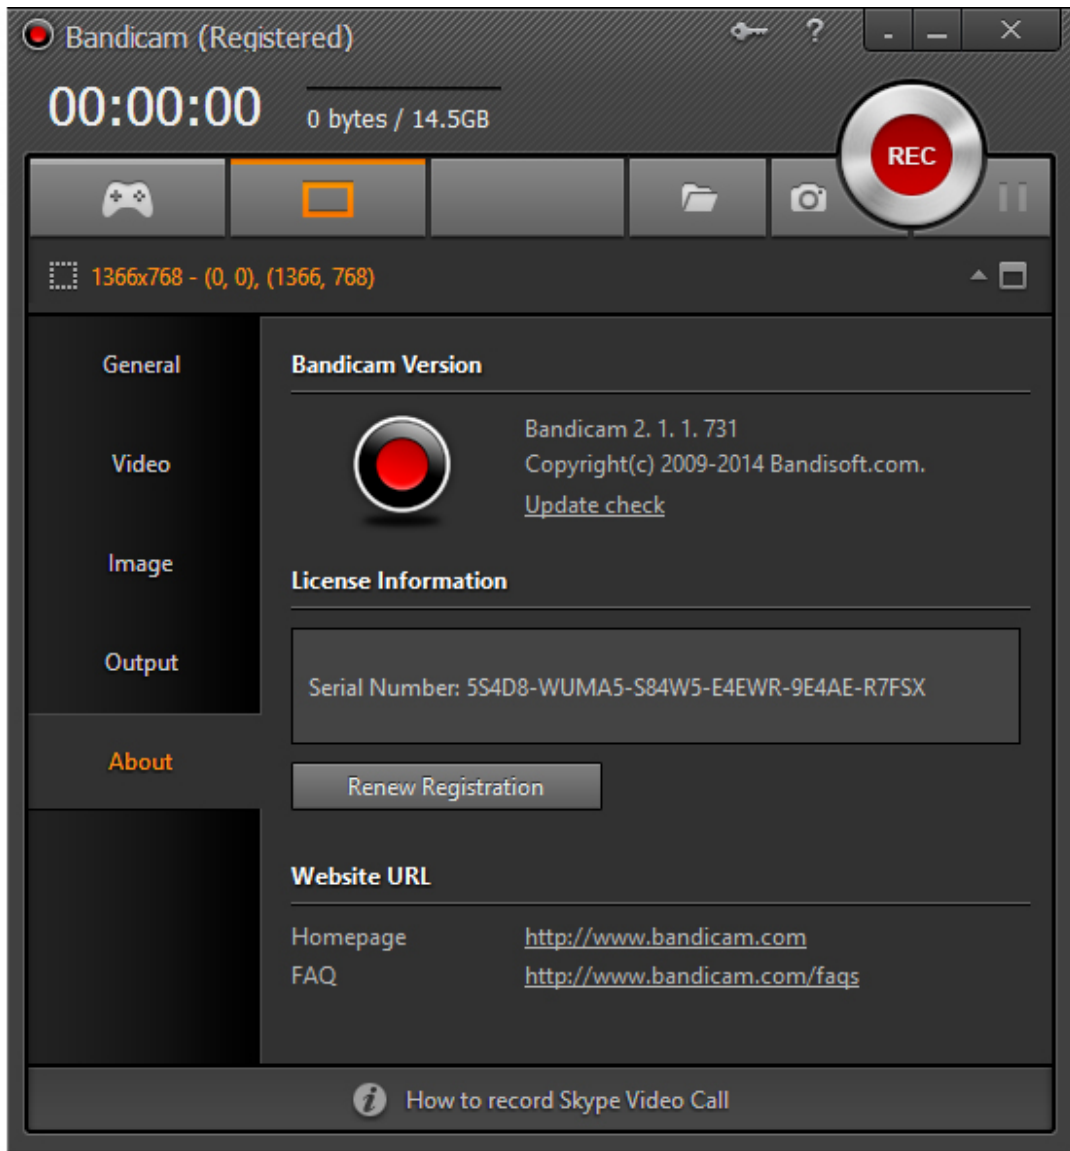 Bandicam (Registered)
00:00:00
0 bytes / 14.5GB
REC
1366x768 - (0, 0), (1366, 768)
General
Video
Image
Output
About
Bandicam Version
Bandicam 2. 1. 1. 731
Copyright(c) 2009-2014 Bandisoft.com.
Update check
License Information
Serial Number: 5S4D8-WUMA5-S84W5-E4EWR-9E4AE-R7FSX
Renew Registration
Website URL
Homepage http://www.bandicam.com
FAQ http://www.bandicam.com/faqs
How to record Skype Video Call